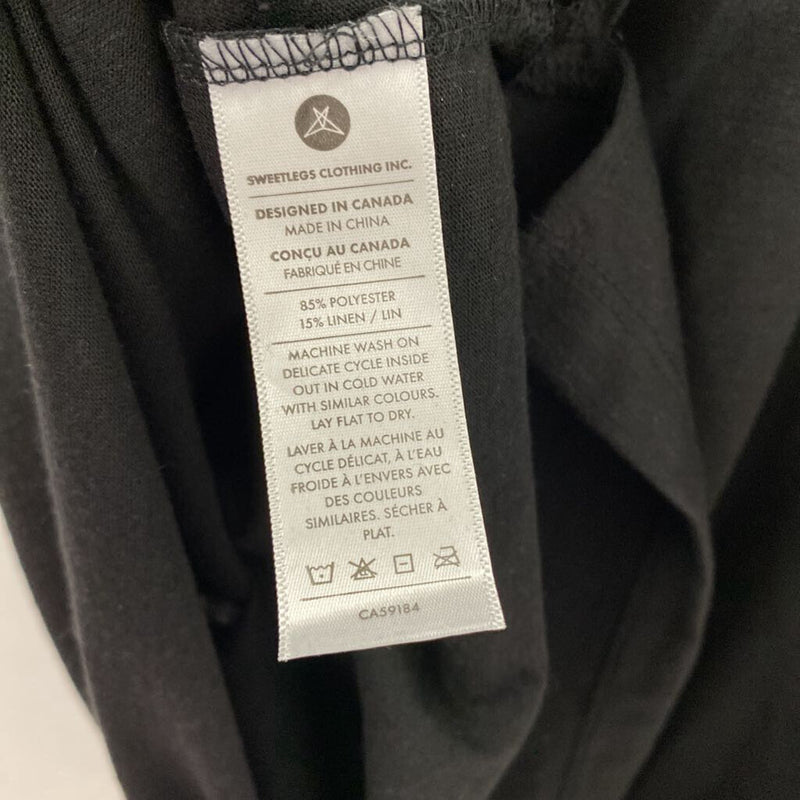 SWEETLEGS CLOTHING INC.
DESIGNED IN CANADA
MADE IN CHINA
CONÇU AU CANADA
FABRIQUÉ EN CHINE
85% POLYESTER
15% LINEN / LIN
MACHINE WASH ON
DELICATE CYCLE INSIDE
OUT IN COLD WATER
WITH SIMILAR COLOURS.
LAY FLAT TO DRY.
LAVER À LA MACHINE AU
CYCLE DÉLICAT, À L'EAU
FROIDE À L'ENVERS AVEC
DES COULEURS
SIMILAIRES. SÉCHER À
PLAT.
CA59184